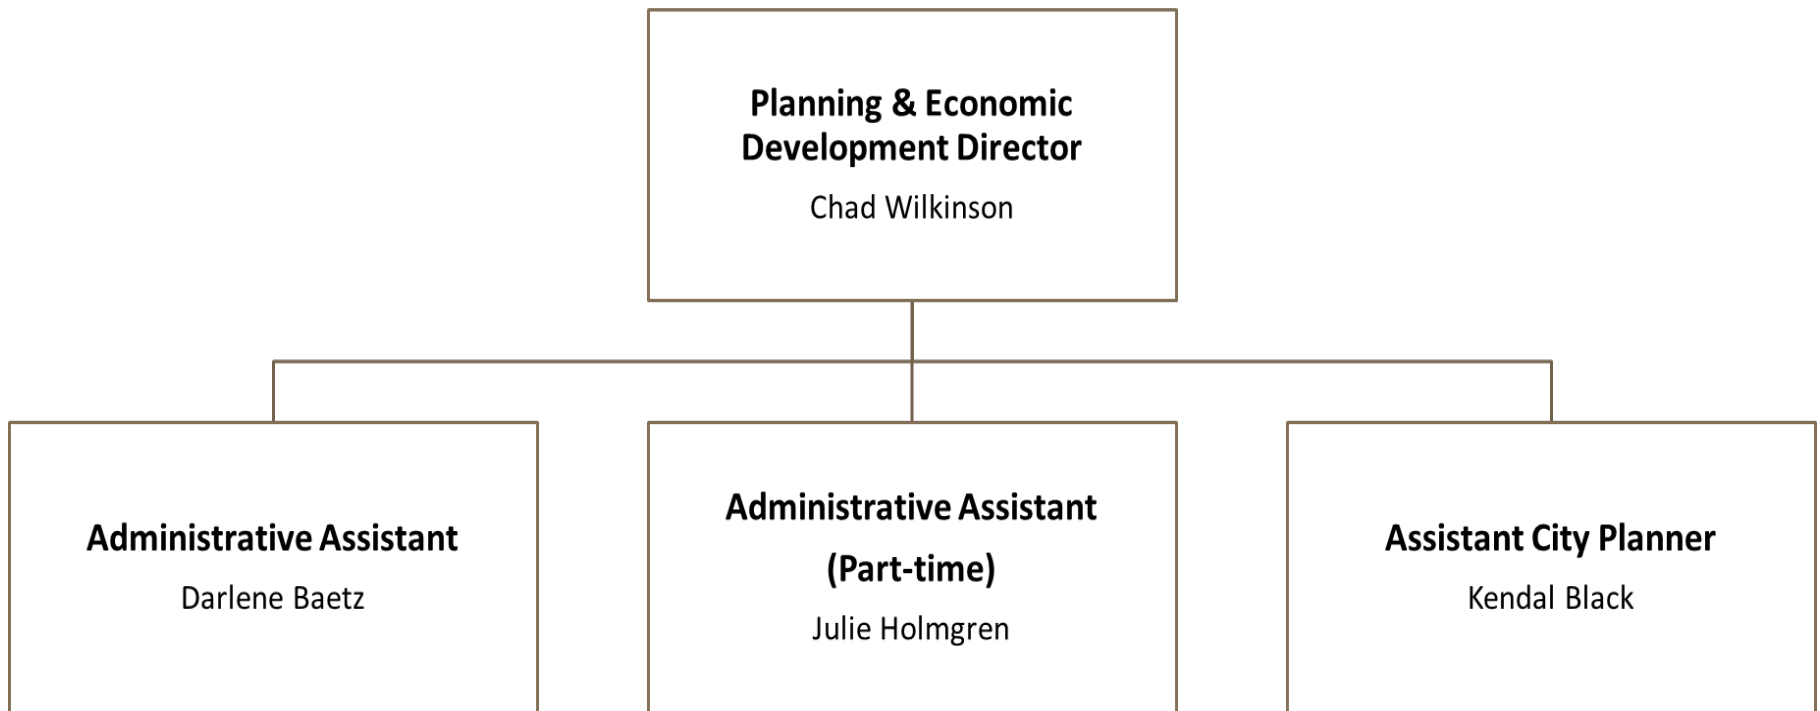 Planning & Economic
Development Director
Chad Wilkinson
Administrative Assistant
Darlene Baetz
Administrative Assistant
(Part-time)
Julie Holmgren
Assistant City Planner
Kendal Black